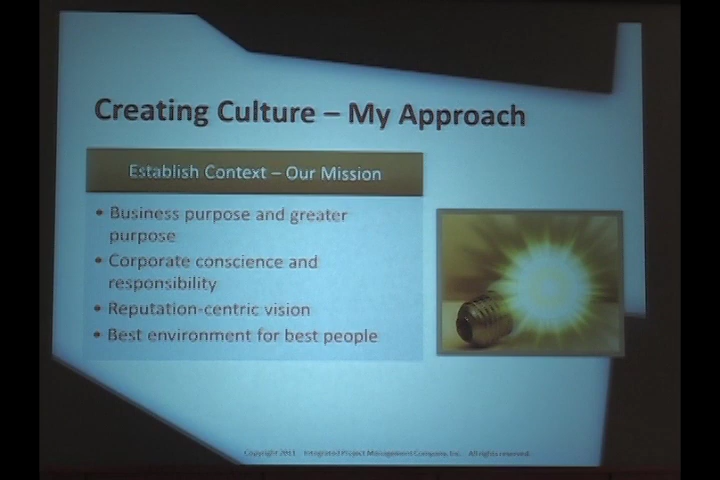 Creating Culture – My Approach
Establish Context – Our Mission
• Business purpose and greater
purpose
• Corporate conscience and
responsibility
• Reputation-centric vision
• Best environment for best people
Copyright 2011 Integrated Project Management Company, Inc. All rights reserved.